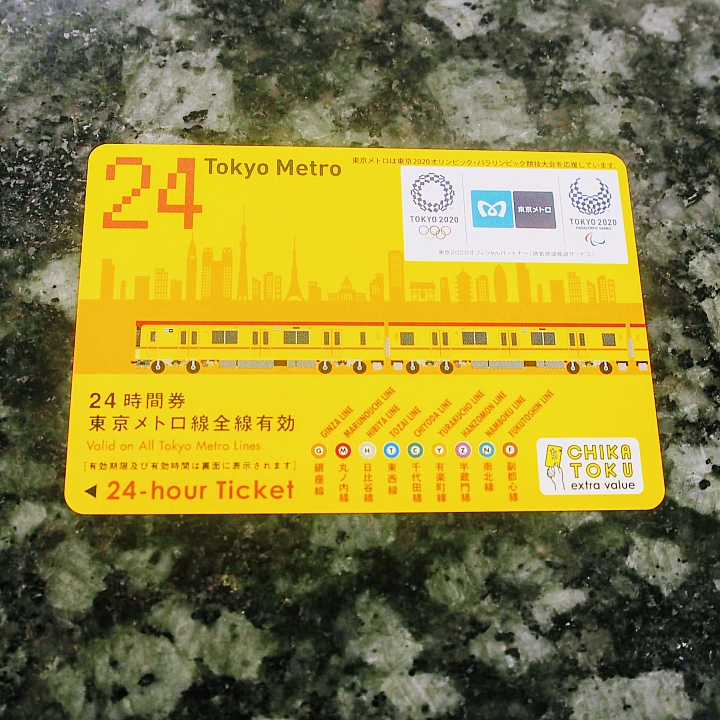 24 Tokyo Metro
東京メトロは東京2020オリンピック・パラリンピック競技大会を応援しています。
TOKYO 2020
東京メトロ
TOKYO 2020
PARALYMPIC GAMES
24時間券
東京メトロ線全線有効
Valid on All Tokyo Metro Lines
[有効期限及び有効時間は裏面に表示されます]
◀ 24-hour Ticket
GINZA LINE
MARUNOUCHI LINE
HIBIYA LINE
TOZAI LINE
CHIYODA LINE
YURAKUCHO LINE
HANZOMON LINE
NAMBOKU LINE
FUKUTOSHIN LINE
G M H T C Y Z N F
銀座線
丸ノ内線
日比谷線
東西線
千代田線
有楽町線
半蔵門線
南北線
副都心線
CHIKA
TOKU
extra value